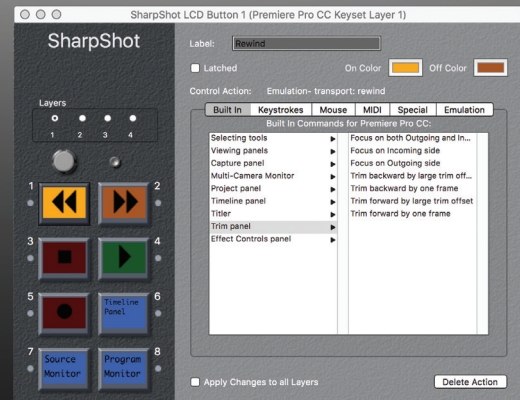 SharpShot LCD Button 1 (Premiere Pro CC Keyset Layer 1)
SharpShot
Label: Rewind
Latched On Color Off Color
Control Action: Emulation- transport: rewind
Layers
1 2 3 4
Built In Keystrokes Mouse MIDI Special Emulation
Built In Commands for Premiere Pro CC:
Selecting tools
Viewing panels
Capture panel
Multi-Camera Monitor
Project panel
Timeline panel
Titler
Trim panel
Effect Controls panel
Focus on both Outgoing and In...
Focus on Incoming side
Focus on Outgoing side
Trim backward by large trim off...
Trim backward by one frame
Trim forward by large trim offset
Trim forward by one frame
1 2
3 4
5 6
Timeline
Panel
7 8
Source
Monitor
Program
Monitor
Apply Changes to all Layers
Delete Action